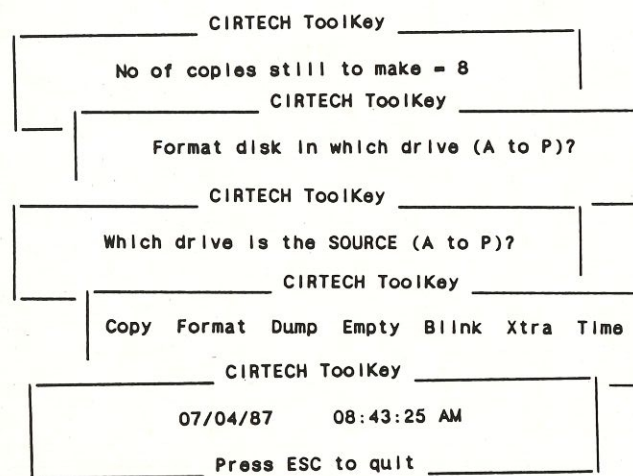 CIRTECH ToolKey
No of copies still to make = 8
CIRTECH ToolKey
Format disk in which drive (A to P)?
CIRTECH ToolKey
Which drive is the SOURCE (A to P)?
CIRTECH ToolKey
Copy Format Dump Empty Blink Xtra Time
CIRTECH ToolKey
07/04/87 08:43:25 AM
Press ESC to quit